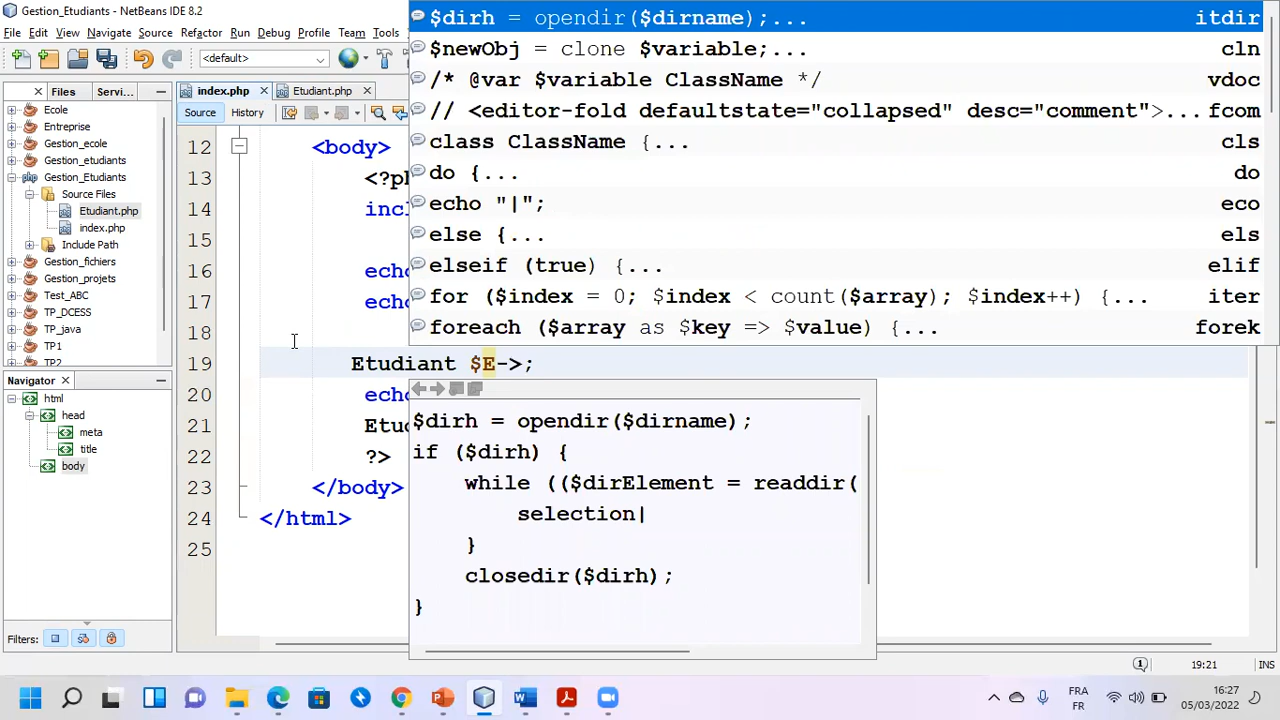 Gestion_Etudiants - NetBeans IDE 8.2
File Edit View Navigate Source Refactor Run Debug Profile Team Tools
<default>
Files
Servi...
index.php
Etudiant.php
Source
History
Ecole
Entreprise
Gestion_ecole
Gestion_etudiants
Gestion_Etudiants
Source Files
Etudiant.php
index.php
Include Path
Gestion_fichiers
Gestion_projets
Test_ABC
TP_DCESS
TP_java
TP1
TP2
Navigator
html
head
meta
title
body
Filters:
12 <body>
13 <?ph
14 incl
15
16 echo
17 echo
18
19 Etudiant $E->;
20 echo
21 Etu
22 ?>
23 </body>
24 </html>
25
$dirh = opendir($dirname);... itdir
$newObj = clone $variable;... cln
/* @var $variable ClassName */ vdoc
// <editor-fold defaultstate="collapsed" desc="comment">... fcom
class ClassName {... cls
do {... do
echo "|"; eco
else {... els
elseif (true) {... elif
for ($index = 0; $index < count($array); $index++) {... iter
foreach ($array as $key => $value) {... forek
$dirh = opendir($dirname);
if ($dirh) {
while (($dirElement = readdir(
selection|
}
closedir($dirh);
}
1
19:21
INS
FRA
FR
16:27
05/03/2022